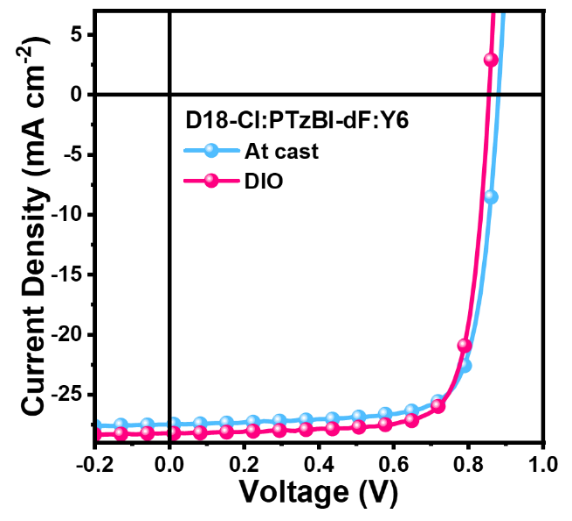 Current Density (mA cm⁻²)
5
0
-5
-10
-15
-20
-25
D18-Cl:PTzBI-dF:Y6
At cast
DIO
-0.2 0.0 0.2 0.4 0.6 0.8 1.0
Voltage (V)